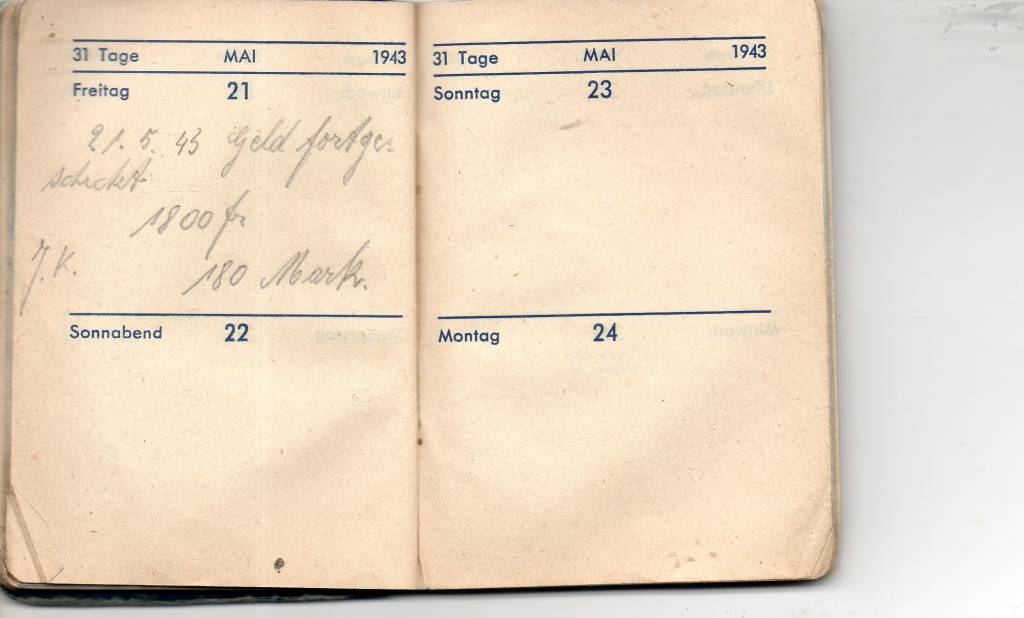 31 Tage MAI 1943
Freitag 21
21. 5. 43 Geld fortge-
schickt
1800 fr
J. K. 180 Mark.
Sonnabend 22
31 Tage MAI 1943
Sonntag 23
Montag 24